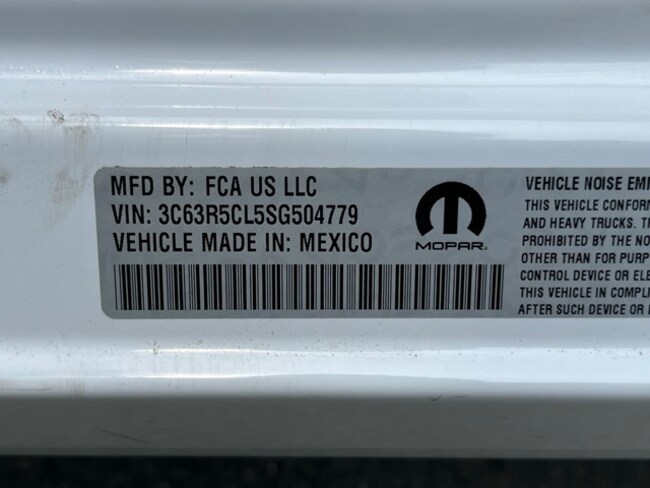 MFD BY: FCA US LLC
VIN: 3C63R5CL5SG504779
VEHICLE MADE IN: MEXICO
MOPAR
VEHICLE NOISE
THIS VEHICLE
AND HEAVY TRUCKS.
PROHIBITED BY THE
OTHER THAN FOR
CONTROL DEVICE OR
THIS VEHICLE IN
AFTER SUCH DEVICE OR